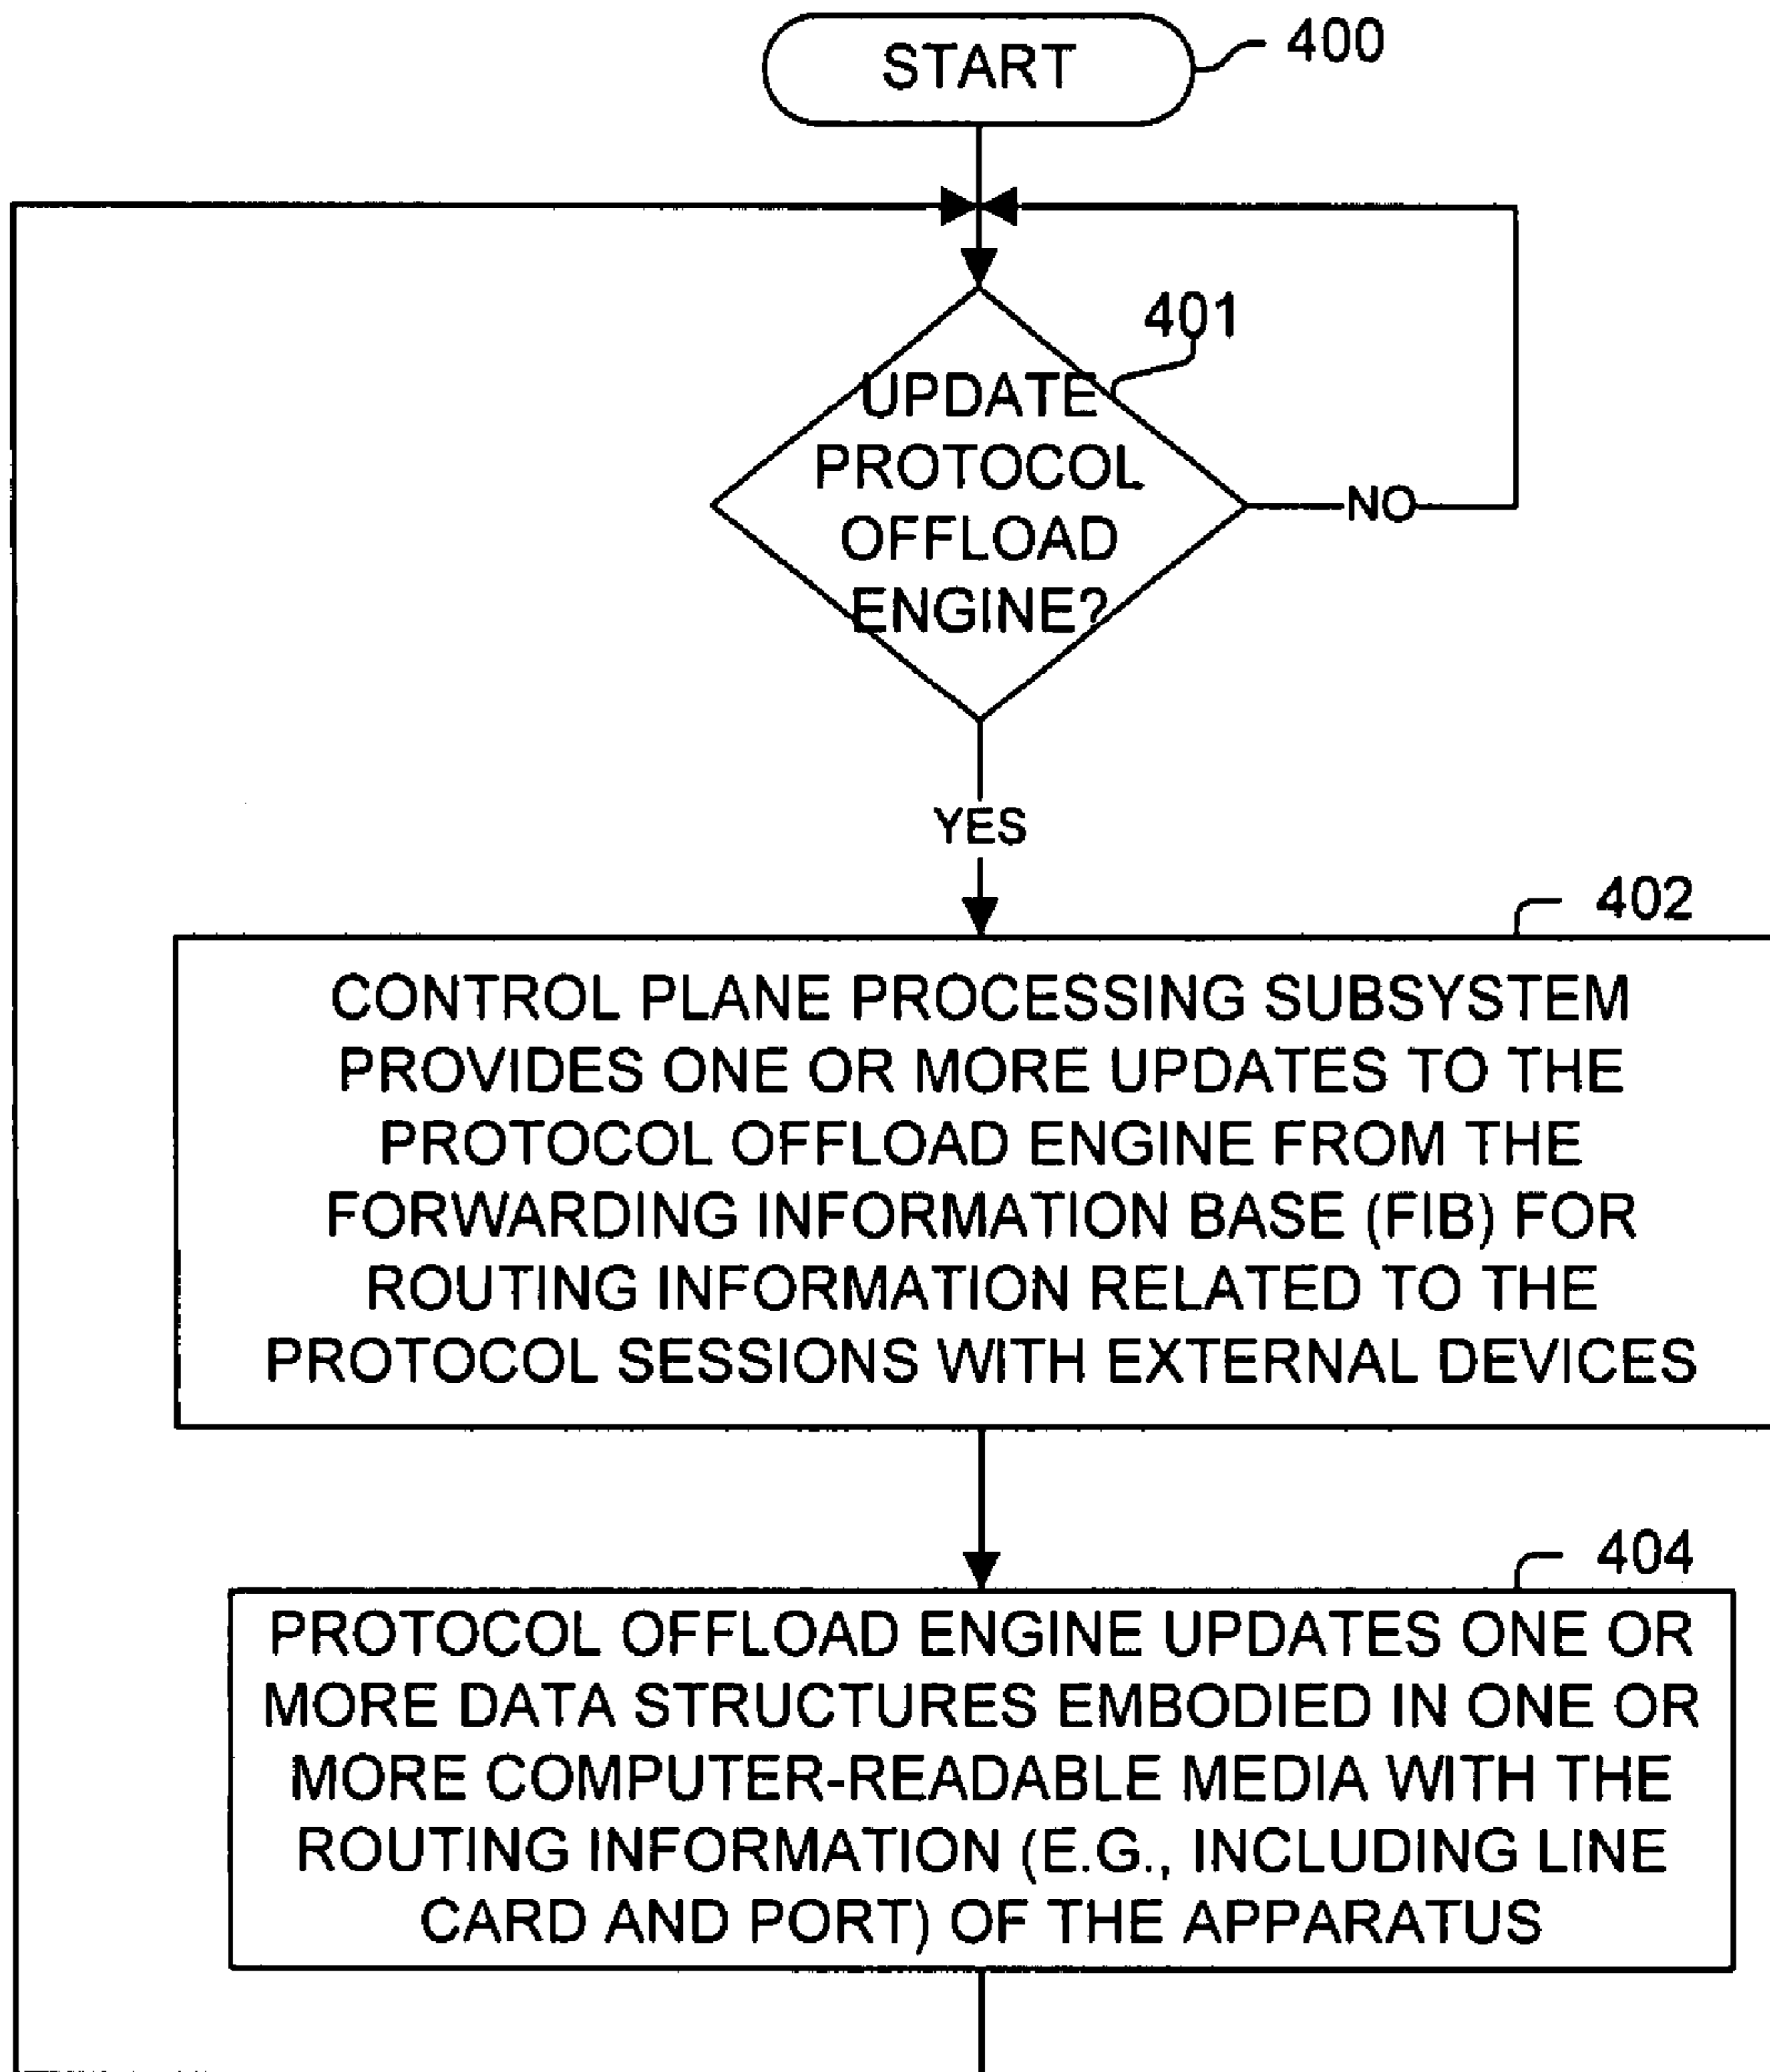 START
400
401
UPDATE
PROTOCOL
OFFLOAD
ENGINE?
NO
YES
402
CONTROL PLANE PROCESSING SUBSYSTEM
PROVIDES ONE OR MORE UPDATES TO THE
PROTOCOL OFFLOAD ENGINE FROM THE
FORWARDING INFORMATION BASE (FIB) FOR
ROUTING INFORMATION RELATED TO THE
PROTOCOL SESSIONS WITH EXTERNAL DEVICES
404
PROTOCOL OFFLOAD ENGINE UPDATES ONE OR
MORE DATA STRUCTURES EMBODIED IN ONE OR
MORE COMPUTER-READABLE MEDIA WITH THE
ROUTING INFORMATION (E.G., INCLUDING LINE
CARD AND PORT) OF THE APPARATUS